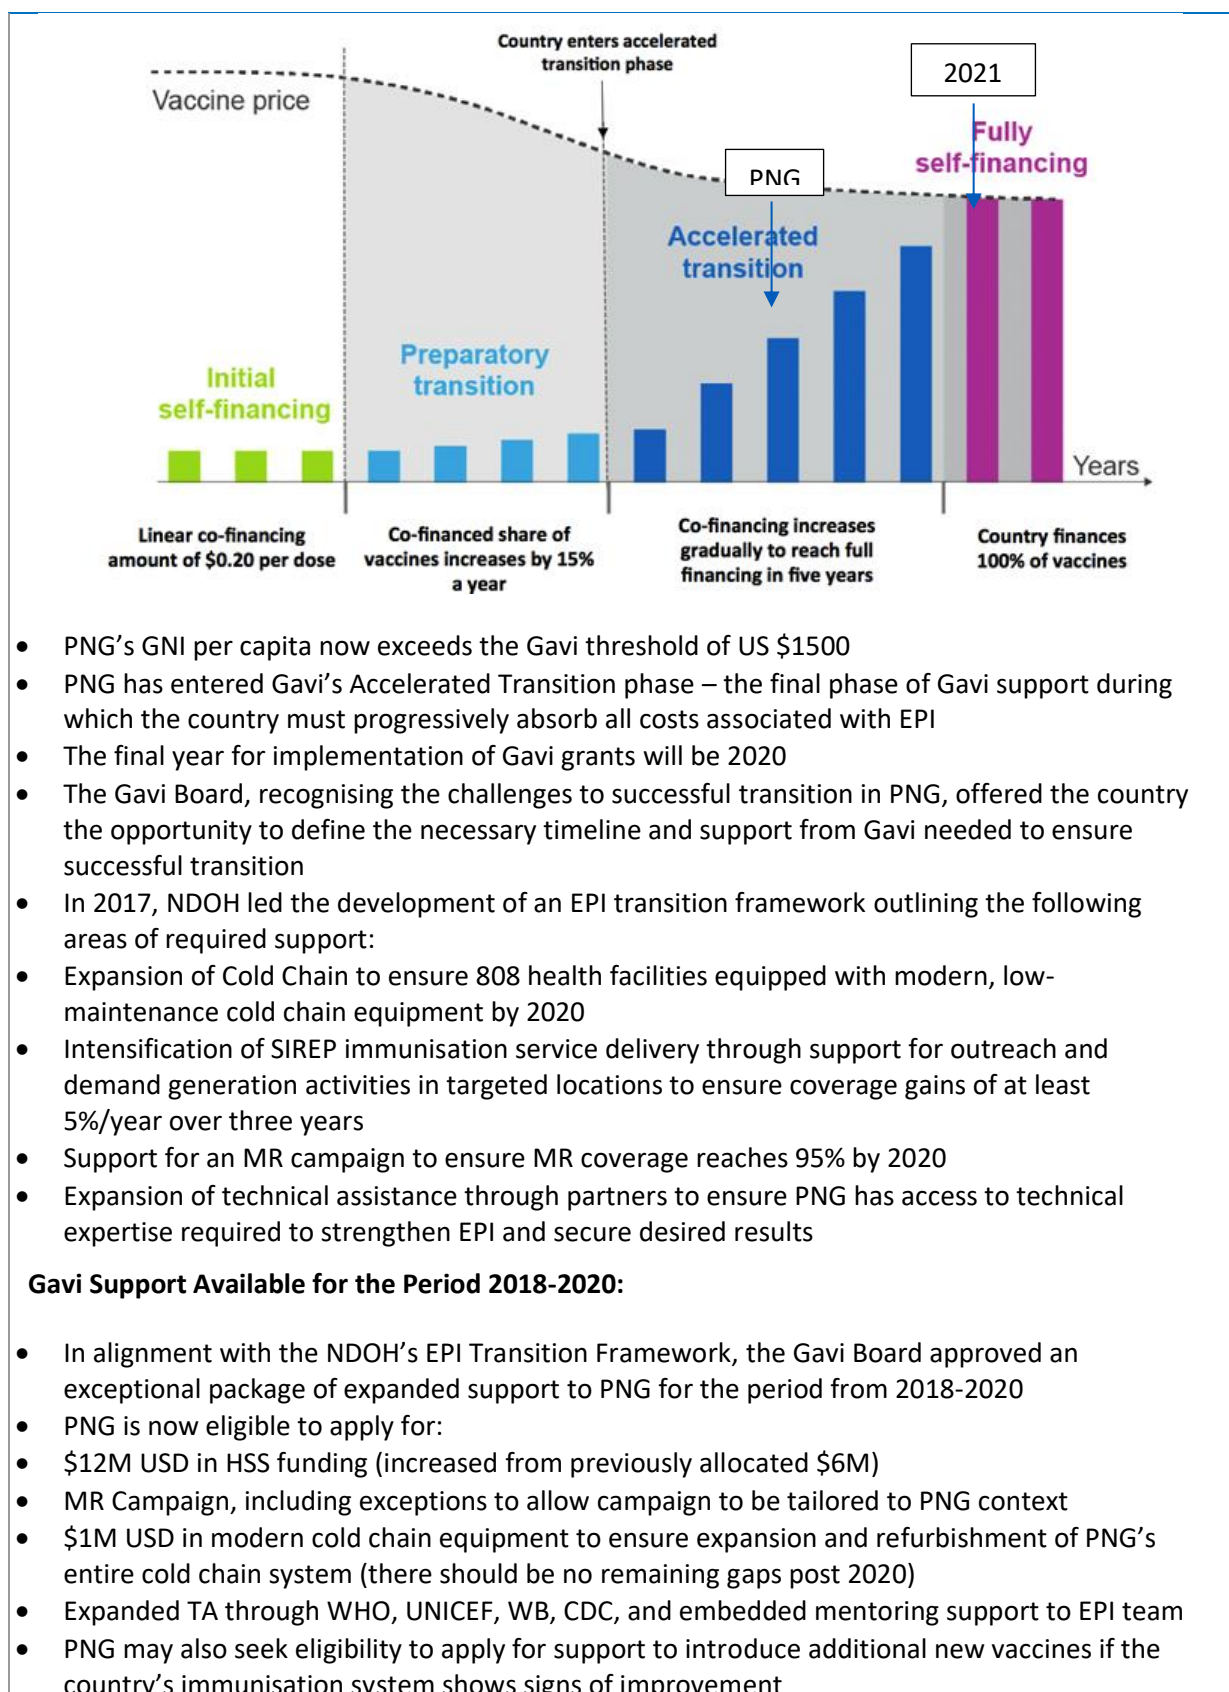 Country enters accelerated
transition phase
2021
Vaccine price
Fully
self-financing
PNG
Accelerated
transition
Preparatory
transition
Initial
self-financing
Years
Linear co-financing
amount of $0.20 per dose
Co-financed share of
vaccines increases by 15%
a year
Co-financing increases
gradually to reach full
financing in five years
Country finances
100% of vaccines
• PNG’s GNI per capita now exceeds the Gavi threshold of US $1500
• PNG has entered Gavi’s Accelerated Transition phase – the final phase of Gavi support during
which the country must progressively absorb all costs associated with EPI
• The final year for implementation of Gavi grants will be 2020
• The Gavi Board, recognising the challenges to successful transition in PNG, offered the country
the opportunity to define the necessary timeline and support from Gavi needed to ensure
successful transition
• In 2017, NDOH led the development of an EPI transition framework outlining the following
areas of required support:
• Expansion of Cold Chain to ensure 808 health facilities equipped with modern, low-
maintenance cold chain equipment by 2020
• Intensification of SIREP immunisation service delivery through support for outreach and
demand generation activities in targeted locations to ensure coverage gains of at least
5%/year over three years
• Support for an MR campaign to ensure MR coverage reaches 95% by 2020
• Expansion of technical assistance through partners to ensure PNG has access to technical
expertise required to strengthen EPI and secure desired results
Gavi Support Available for the Period 2018-2020:
• In alignment with the NDOH’s EPI Transition Framework, the Gavi Board approved an
exceptional package of expanded support to PNG for the period from 2018-2020
• PNG is now eligible to apply for:
• $12M USD in HSS funding (increased from previously allocated $6M)
• MR Campaign, including exceptions to allow campaign to be tailored to PNG context
• $1M USD in modern cold chain equipment to ensure expansion and refurbishment of PNG’s
entire cold chain system (there should be no remaining gaps post 2020)
• Expanded TA through WHO, UNICEF, WB, CDC, and embedded mentoring support to EPI team
• PNG may also seek eligibility to apply for support to introduce additional new vaccines if the
country’s immunisation system shows signs of improvement